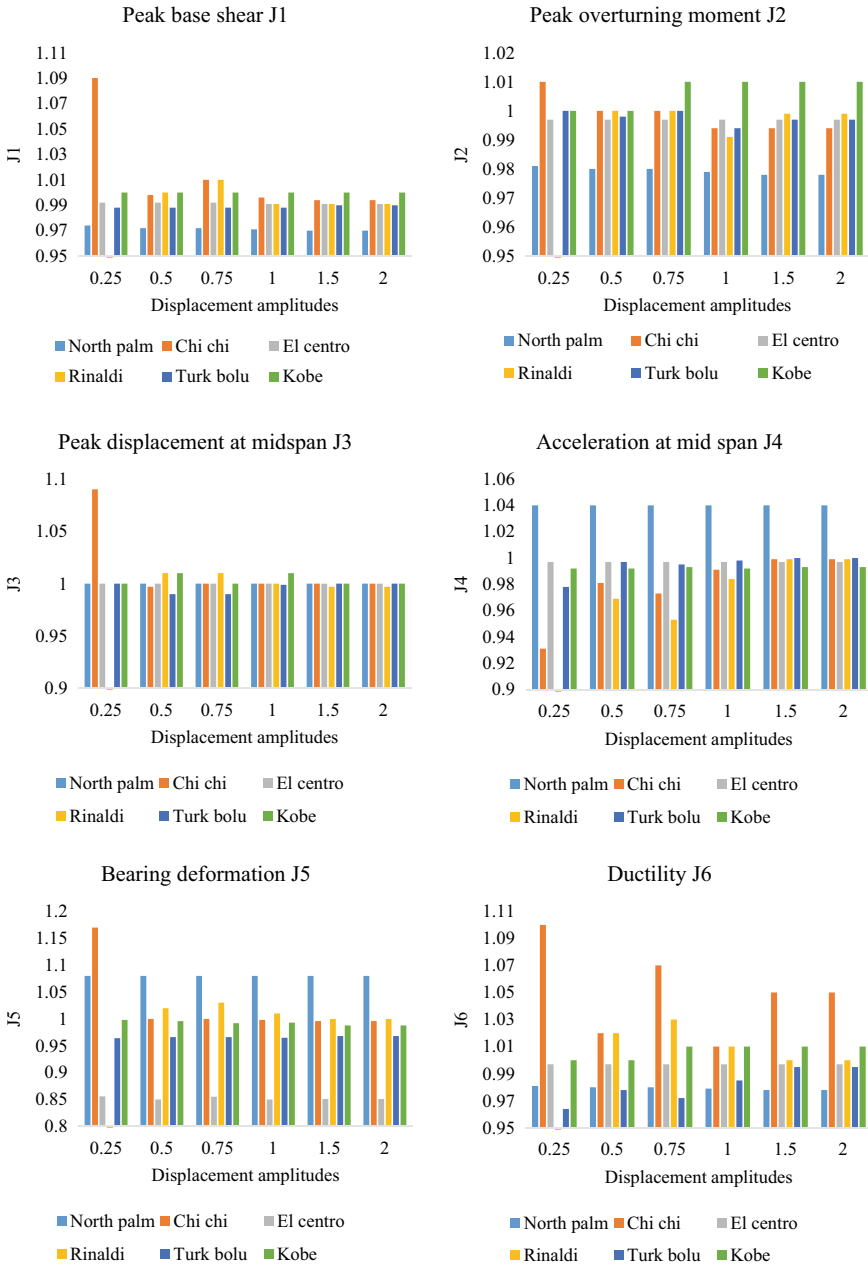 Peak base shear J1
1.11
1.09
1.07
1.05
1.03
1.01
0.99
0.97
0.95
J1
0.25 0.5 0.75 1 1.5 2
Displacement amplitudes
North palm Chi chi El centro
Rinaldi Turk bolu Kobe
Peak overturning moment J2
1.02
1.01
1
0.99
0.98
0.97
0.96
0.95
J2
0.25 0.5 0.75 1 1.5 2
Displacement amplitudes
North palm Chi chi El centro
Rinaldi Turk bolu Kobe
Peak displacement at midspan J3
1.1
1.05
1
0.95
0.9
J3
0.25 0.5 0.75 1 1.5 2
Displacement amplitudes
North palm Chi chi El centro
Rinaldi Turk bolu Kobe
Acceleration at mid span J4
1.06
1.04
1.02
1
0.98
0.96
0.94
0.92
0.9
J4
0.25 0.5 0.75 1 1.5 2
Displacement amplitudes
North palm Chi chi El centro
Rinaldi Turk bolu Kobe
Bearing deformation J5
1.2
1.15
1.1
1.05
1
0.95
0.9
0.85
0.8
J5
0.25 0.5 0.75 1 1.5 2
Displacement amplitudes
North palm Chi chi El centro
Rinaldi Turk bolu Kobe
Ductility J6
1.11
1.09
1.07
1.05
1.03
1.01
0.99
0.97
0.95
J6
0.25 0.5 0.75 1 1.5 2
Displacement amplitudes
North palm Chi chi El centro
Rinaldi Turk bolu Kobe